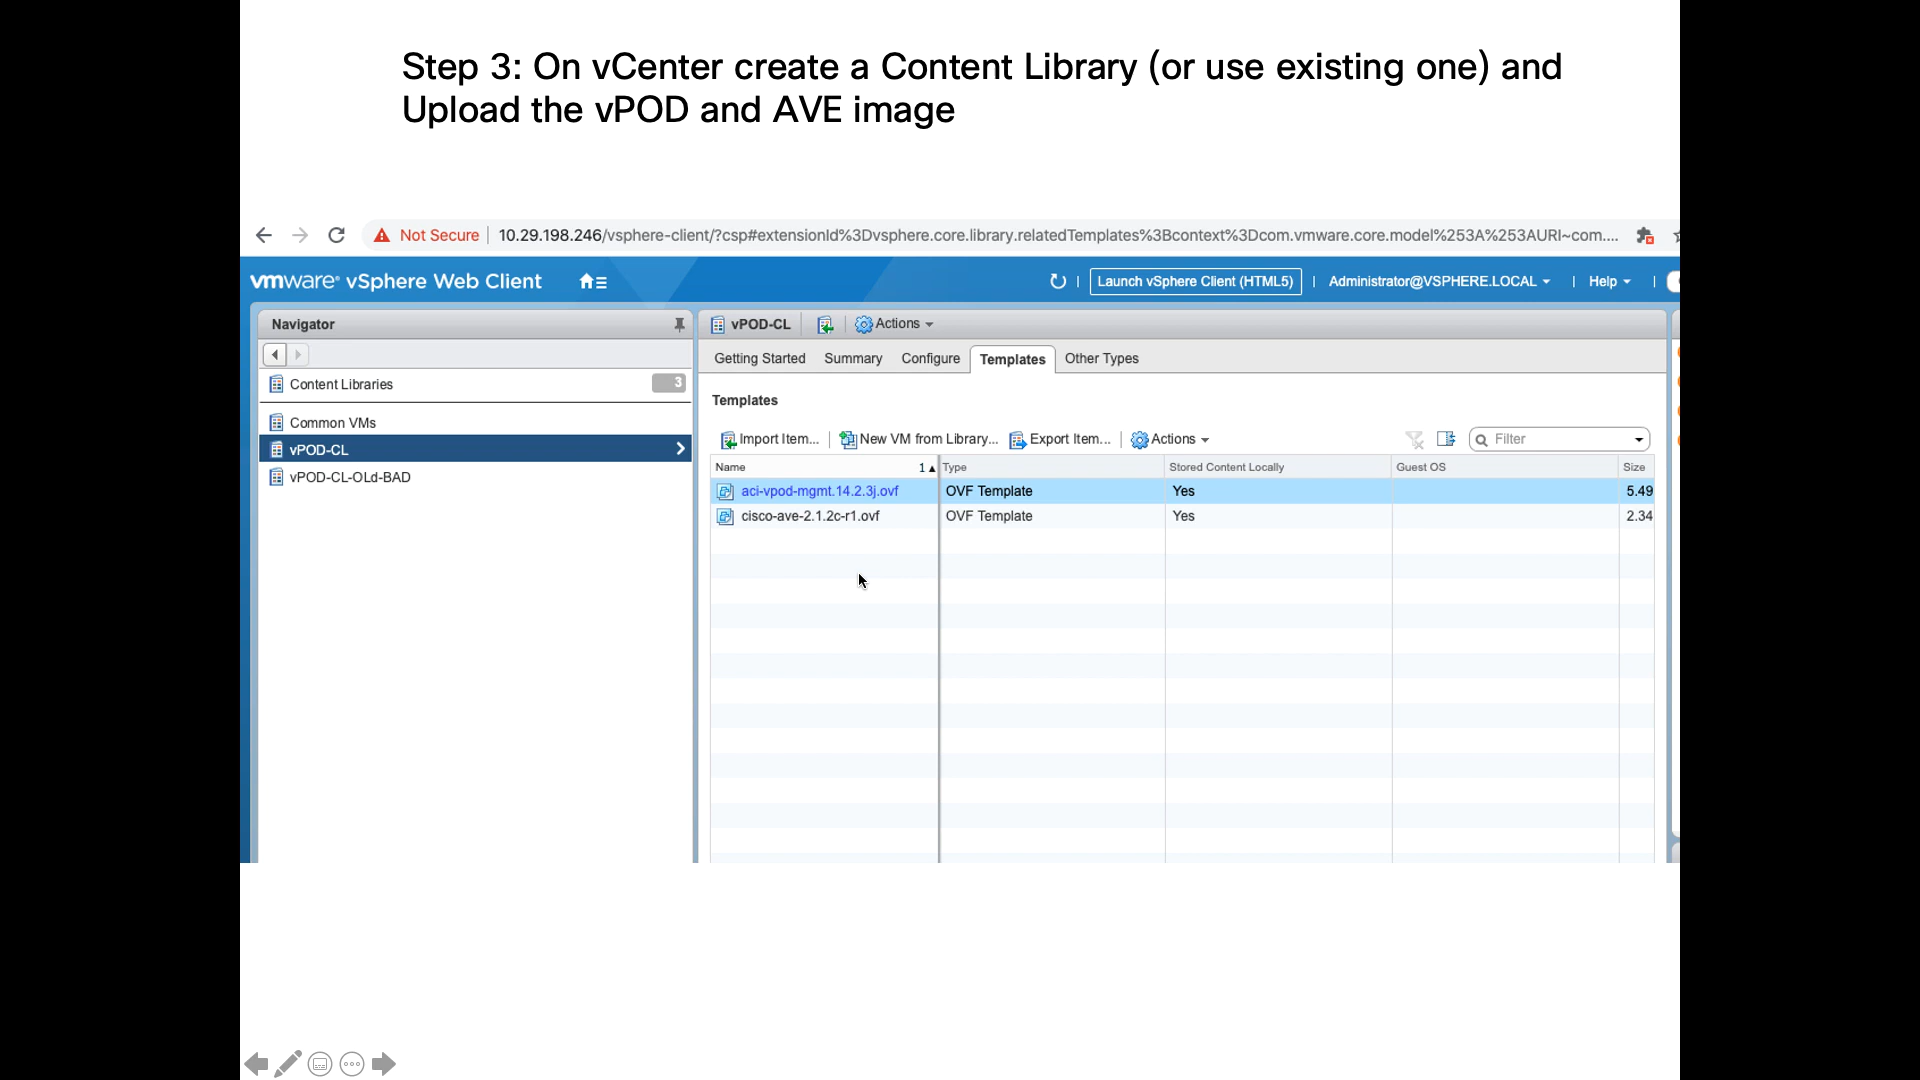 Step 3: On vCenter create a Content Library (or use existing one) and
Upload the vPOD and AVE image
Not Secure 10.29.198.246/vsphere-client/?csp#extensionId%3Dvsphere.core.library.relatedTemplates%3Bcontext%3Dcom.vmware.core.model%253A%253AURI~com....
vmware® vSphere Web Client Launch vSphere Client (HTML5) Administrator@VSPHERE.LOCAL Help
Navigator
Content Libraries 3
Common VMs
vPOD-CL
vPOD-CL-OLd-BAD
vPOD-CL Actions
Getting Started Summary Configure Templates Other Types
Templates
Import Item... New VM from Library... Export Item... Actions Filter
Name 1 Type Stored Content Locally Guest OS Size
aci-vpod-mgmt.14.2.3j.ovf OVF Template Yes 5.49
cisco-ave-2.1.2c-r1.ovf OVF Template Yes 2.34